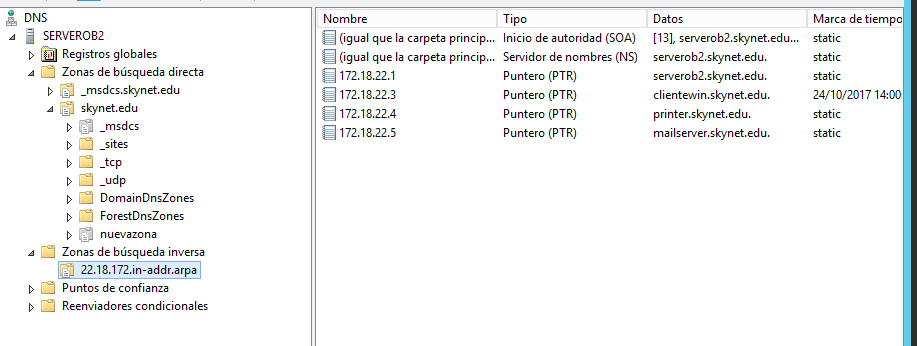 DNS
SERVEROB2
Registros globales
Zonas de búsqueda directa
_msdcs.skynet.edu
skynet.edu
_msdcs
_sites
_tcp
_udp
DomainDnsZones
ForestDnsZones
nuevazona
Zonas de búsqueda inversa
22.18.172.in-addr.arpa
Puntos de confianza
Reenviadores condicionales
Nombre Tipo Datos Marca de tiempo
(igual que la carpeta princip... Inicio de autoridad (SOA) [13], serverob2.skynet.edu... static
(igual que la carpeta princip... Servidor de nombres (NS) serverob2.skynet.edu. static
172.18.22.1 Puntero (PTR) serverob2.skynet.edu. static
172.18.22.3 Puntero (PTR) clientewin.skynet.edu. 24/10/2017 14:00
172.18.22.4 Puntero (PTR) printer.skynet.edu. static
172.18.22.5 Puntero (PTR) mailserver.skynet.edu. static